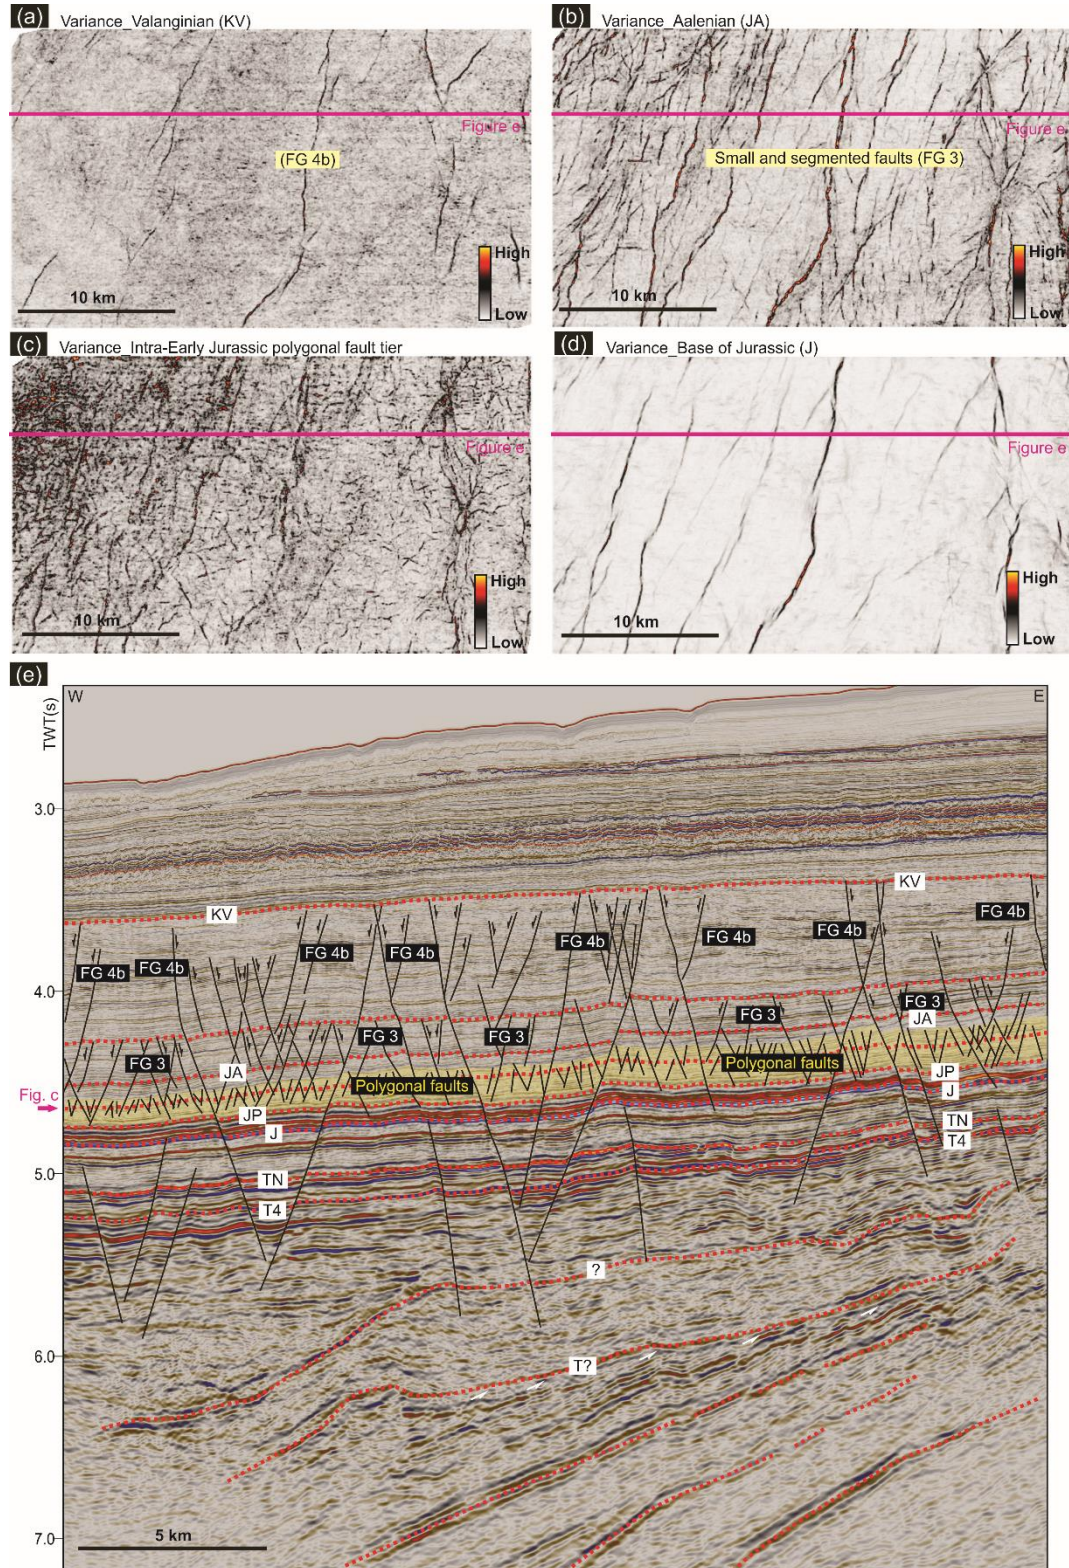 (a) Variance_Valanginian (KV)
Figure e
(FG 4b)
High
Low
10 km
(b) Variance_Aalenian (JA)
Figure e
Small and segmented faults (FG 3)
High
Low
10 km
(c) Variance_Intra-Early Jurassic polygonal fault tier
Figure e
High
Low
10 km
(d) Variance_Base of Jurassic (J)
Figure e
High
Low
10 km
(e)
W
E
TWT(s)
3.0
KV
KV
FG 4b
FG 4b
FG 4b
FG 4b
FG 4b
FG 4b
FG 4b
FG 4b
4.0
FG 3
FG 3
FG 3
FG 3
FG 3
JA
JA
Polygonal faults
Polygonal faults
Fig. c
JP
JP
J
J
TN
TN
T4
T4
5.0
?
6.0
T?
7.0
5 km